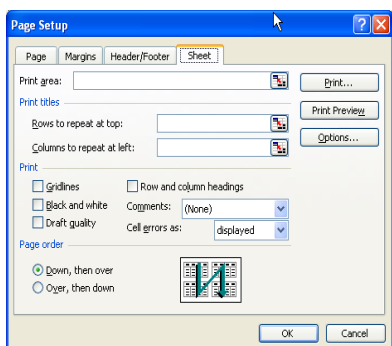 Page Setup
Page Margins Header/Footer Sheet
Print area:
Print...
Print titles
Print Preview
Rows to repeat at top:
Options...
Columns to repeat at left:
Print
Gridlines Row and column headings
Black and white Comments: (None)
Draft quality Cell errors as: displayed
Page order
Down, then over
Over, then down
OK Cancel